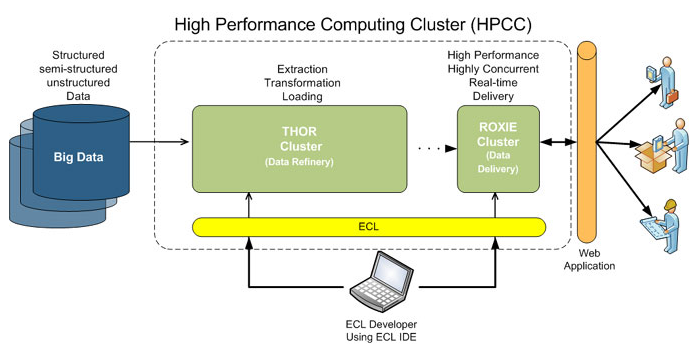 High Performance Computing Cluster (HPCC)
Structured
semi-structured
unstructured
Data
Big Data
Extraction
Transformation
Loading
THOR
Cluster
(Data Refinery)
High Performance
Highly Concurrent
Real-time
Delivery
ROXIE
Cluster
(Data
Delivery)
ECL
Web
Application
ECL Developer
Using ECL IDE